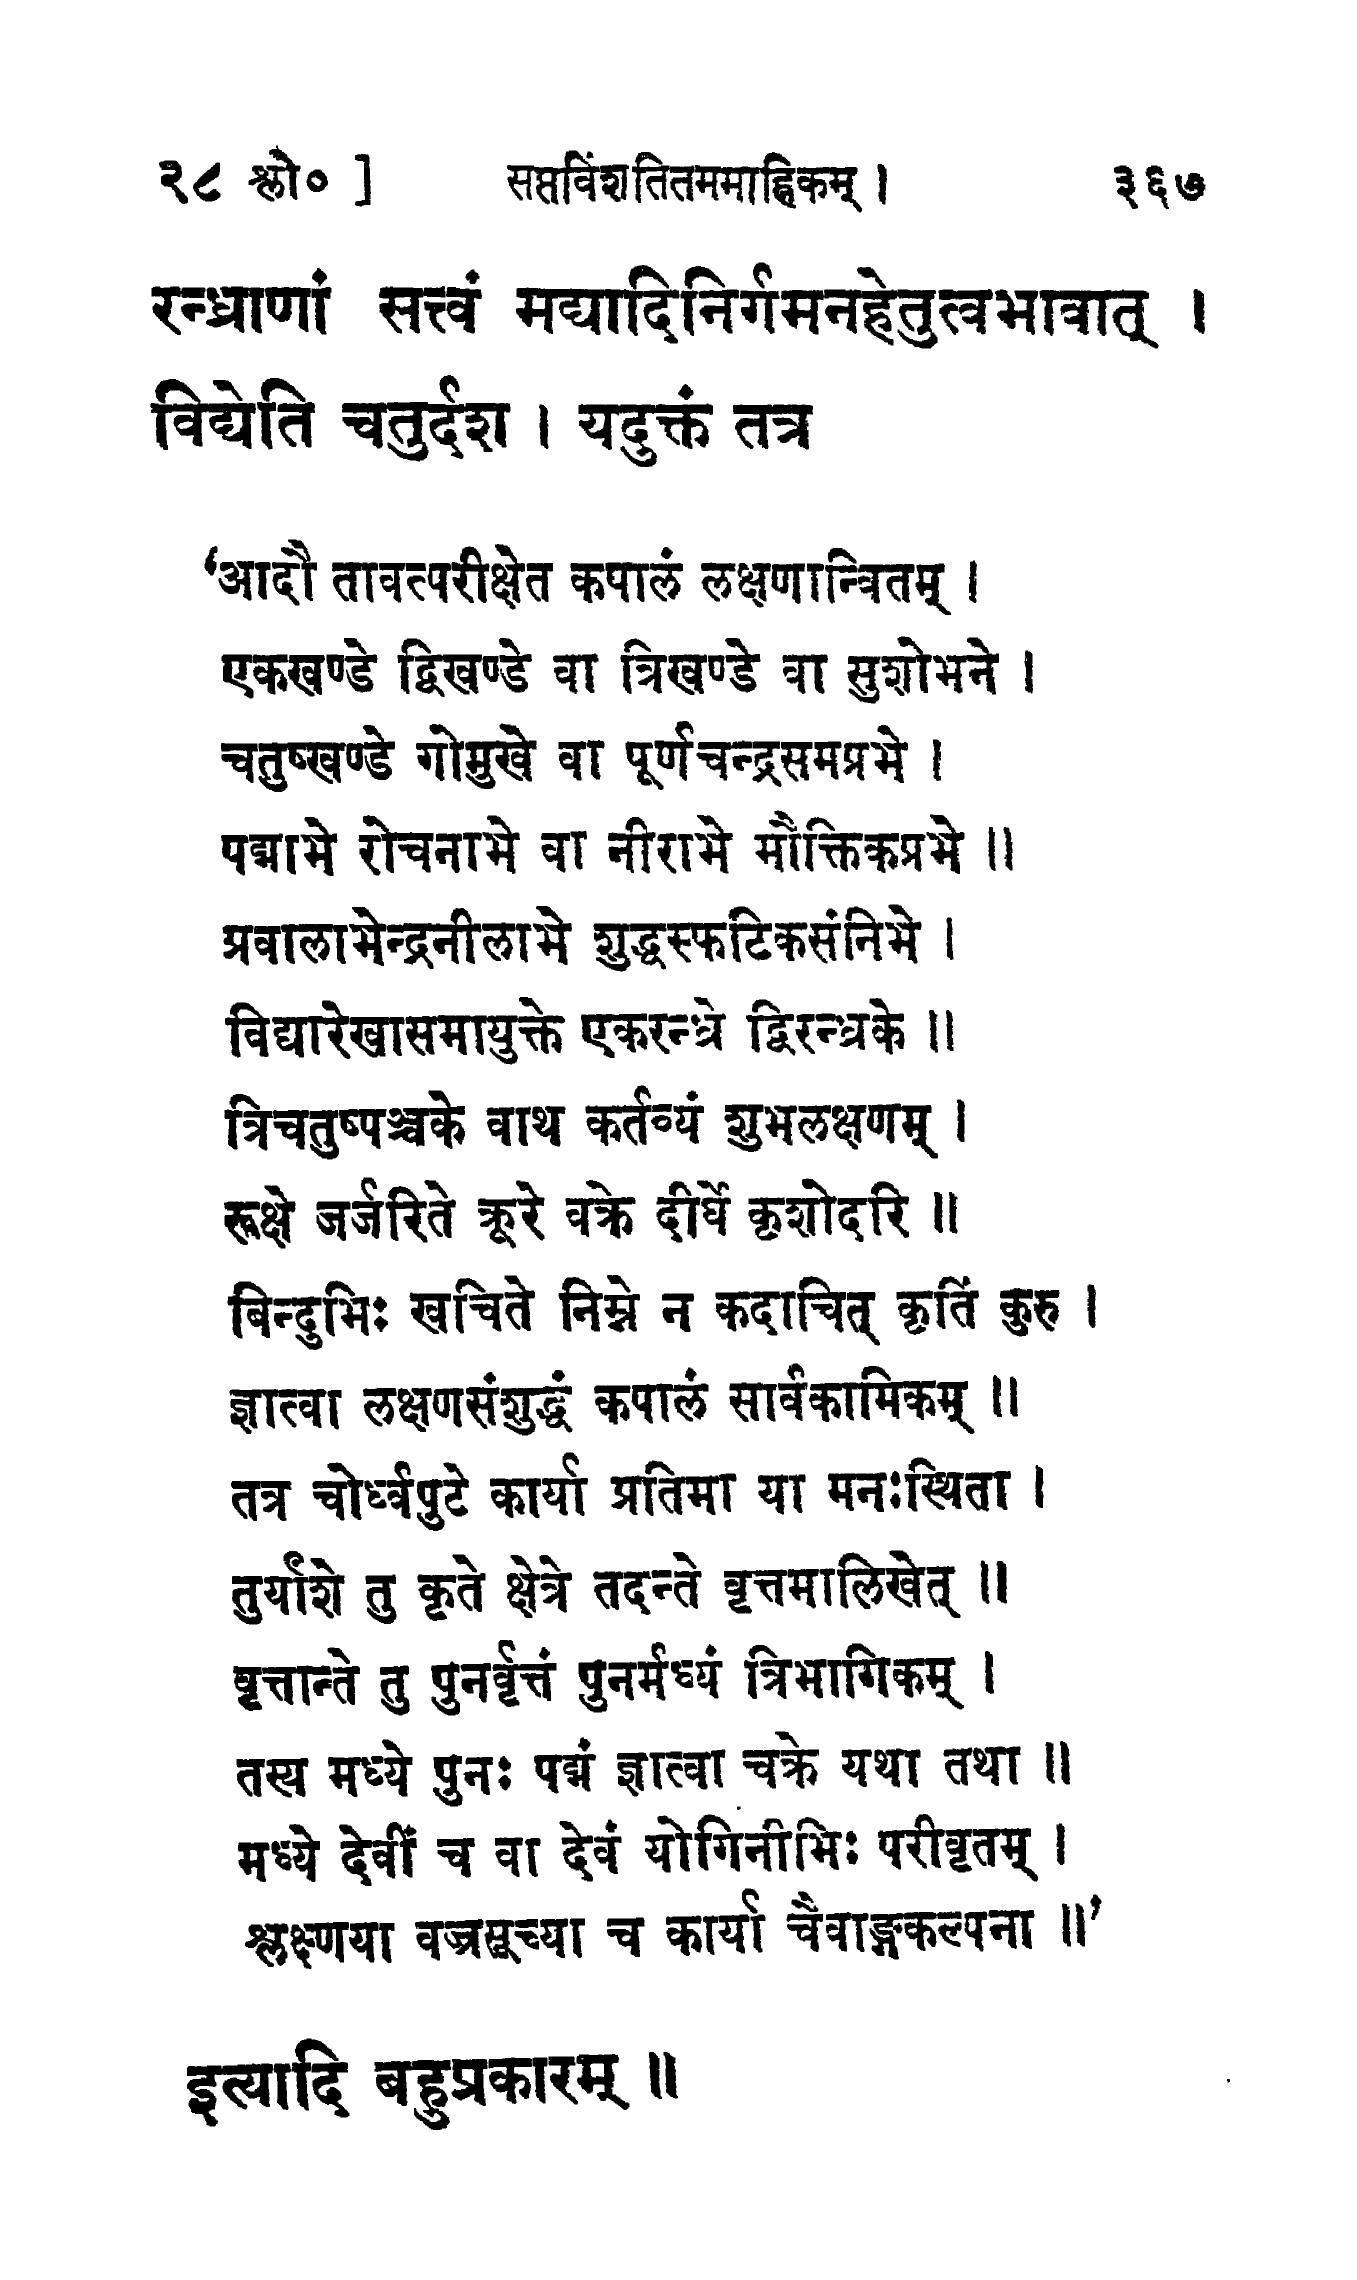 २८ श्लो० ] सप्तविंशतितममाह्निकम् । ३६७
रन्ध्राणां सत्त्वं मद्यादिनिर्गमनहेतुत्वभावात् ।
विद्येति चतुर्दश । यदुक्तं तत्र
‘आदौ तावत्परीक्षेत कपालं लक्षणान्वितम् ।
एकखण्डे द्विखण्डे वा त्रिखण्डे वा सुशोभने ।
चतुष्खण्डे गोमुखे वा पूर्णचन्द्रसमप्रभे ।
पद्माभे रोचनाभे वा नीराभे मौक्तिकप्रभे ॥
प्रवालाभेन्द्रनीलाभे शुद्धस्फटिकसंनिभे ।
विद्यारेखासमायुक्ते एकरन्ध्रे द्विरन्ध्रके ॥
त्रिचतुष्पञ्चके वाथ कर्तव्यं शुभलक्षणम् ।
रूक्षे जर्जरिते क्रूरे वक्रे दीर्घे कृशोदरि ॥
बिन्दुभिः खचिते निम्ने न कदाचित् कृतिं कुरु ।
ज्ञात्वा लक्षणसंशुद्धं कपालं सार्वकामिकम् ॥
तत्र चोर्ध्वपुटे कार्या प्रतिमा या मनःस्थिता ।
तुर्यांशे तु कृते क्षेत्रे तदन्ते वृत्तमालिखेत् ॥
वृत्तान्ते तु पुनर्वृत्तं पुनर्मध्यं त्रिभागिकम् ।
तस्य मध्ये पुनः पद्मं ज्ञात्वा चक्रे यथा तथा ॥
मध्ये देवीं च वा देवं योगिनीभिः परीवृतम् ।
श्लक्ष्णया वज्रसूच्या च कार्या चैवाङ्गकल्पना ॥’
इत्यादि बहुप्रकारम् ॥